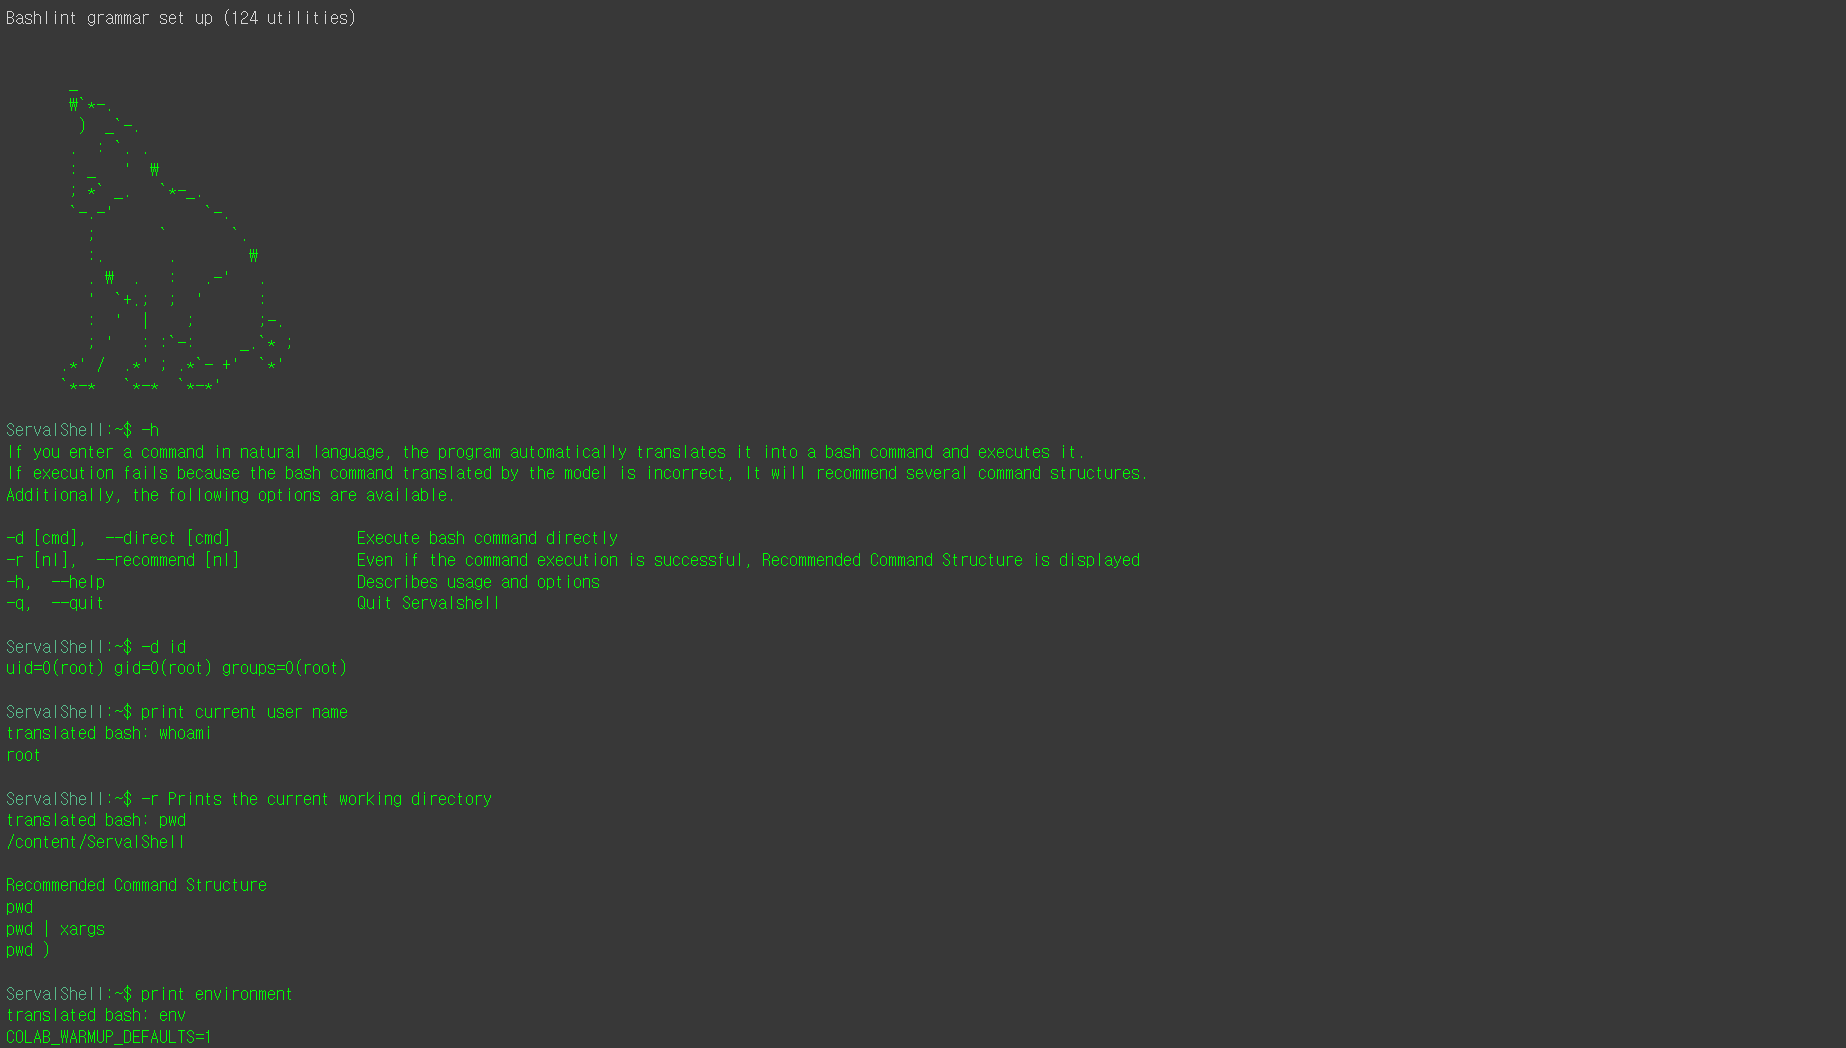 Bashlint grammar set up (124 utilities)
        _
       ₩`*-.
        )  _`-.
       .  : `. .
       : _   '  ₩
       ; *` _.   `*-_.
       `-.-'          `-.
         ;       `       `.
         :.       .        ₩
         . ₩  .   :   .-'   .
         '  `+.;  ;  '      :
         :  '  |    ;       ;-.
         ; '   : :`-:     _.`* ;
      .*' /  .*' ; .*`- +'  `*'
      `*-*   `*-*  `*-*'
ServalShell:~$ -h
If you enter a command in natural language, the program automatically translates it into a bash command and executes it.
If execution fails because the bash command translated by the model is incorrect, It will recommend several command structures.
Additionally, the following options are available.
-d [cmd],  --direct [cmd]              Execute bash command directly
-r [nl],  --recommend [nl]             Even if the command execution is successful, Recommended Command Structure is displayed
-h,  --help                            Describes usage and options
-q,  --quit                            Quit Servalshell
ServalShell:~$ -d id
uid=0(root) gid=0(root) groups=0(root)
ServalShell:~$ print current user name
translated bash: whoami
root
ServalShell:~$ -r Prints the current working directory
translated bash: pwd
/content/ServalShell
Recommended Command Structure
pwd
pwd | xargs
pwd )
ServalShell:~$ print environment
translated bash: env
COLAB_WARMUP_DEFAULTS=1